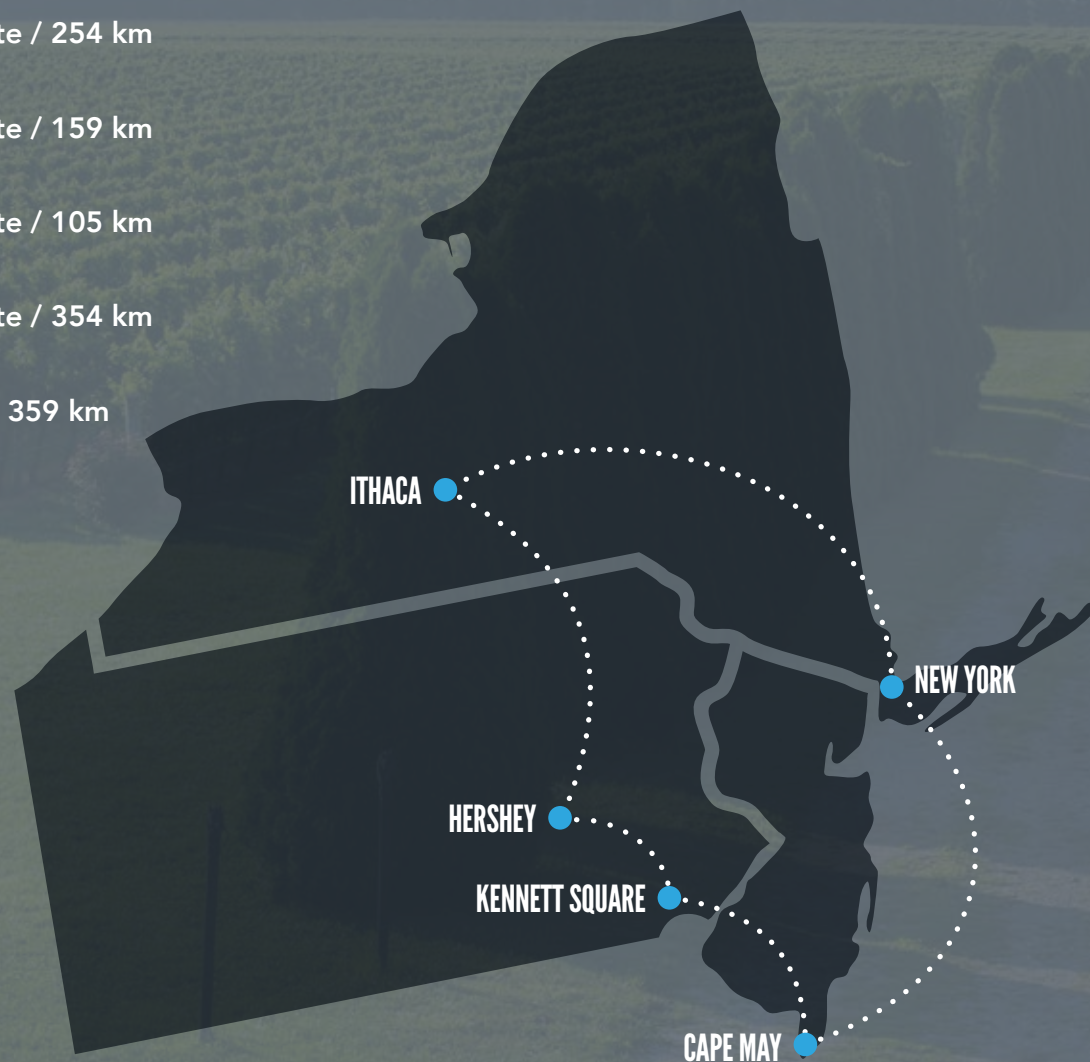 te / 254 km
te / 159 km
te / 105 km
te / 354 km
359 km
ITHACA
NEW YORK
HERSHEY
KENNETT SQUARE
CAPE MAY